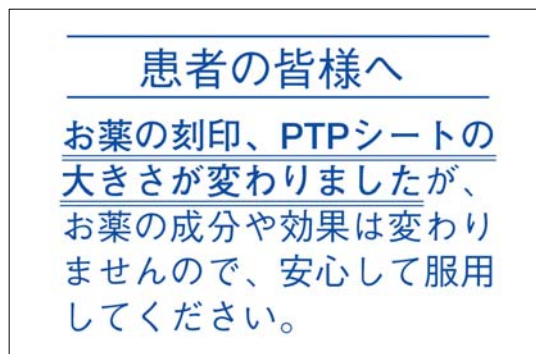 患者の皆様へ
お薬の刻印、PTPシートの
大きさが変わりましたが、
お薬の成分や効果は変わり
ませんので、安心して服用
してください。